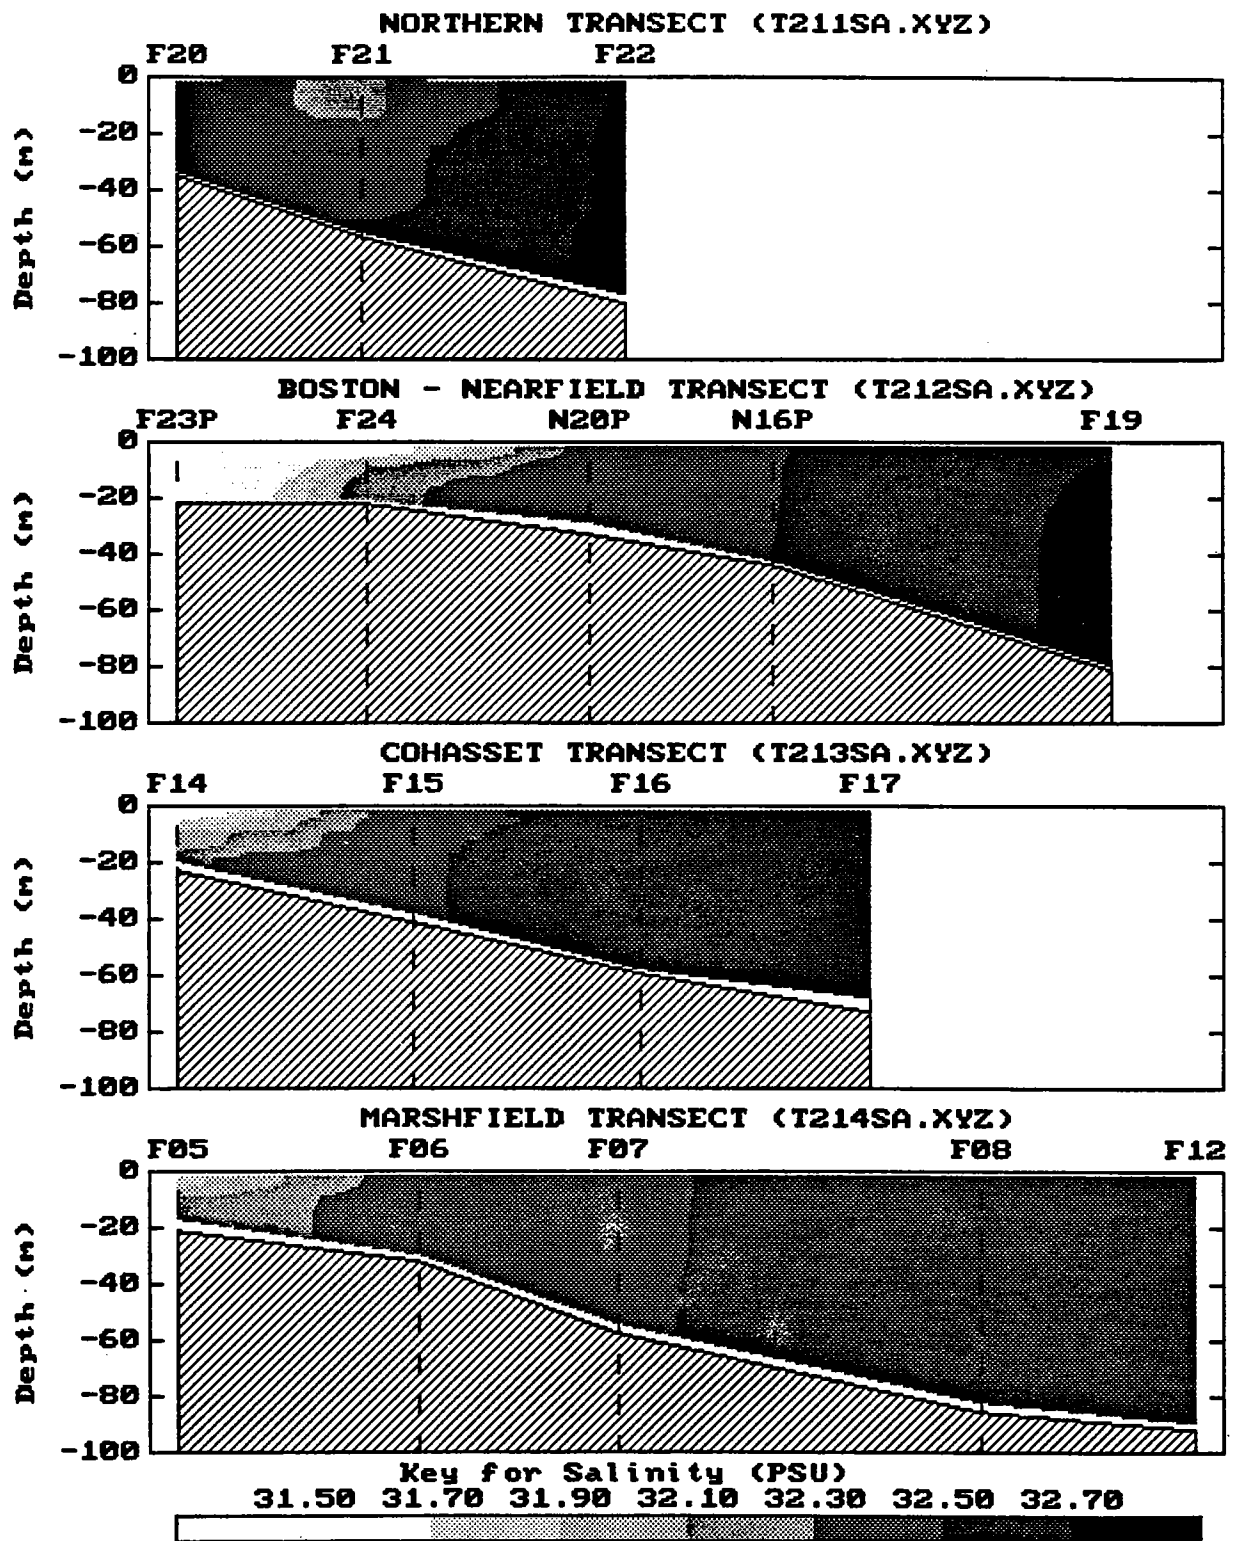 NORTHERN TRANSECT (T211SA.XYZ)
F20 F21 F22
0
-20
-40
-60
-80
-100
Depth (m)
BOSTON - NEARFIELD TRANSECT (T212SA.XYZ)
F23P F24 N20P N16P F19
0
-20
-40
-60
-80
-100
Depth (m)
COHASSET TRANSECT (T213SA.XYZ)
F14 F15 F16 F17
0
-20
-40
-60
-80
-100
Depth (m)
MARSHFIELD TRANSECT (T214SA.XYZ)
F05 F06 F07 F08 F12
0
-20
-40
-60
-80
-100
Depth (m)
Key for Salinity (PSU)
31.50 31.70 31.90 32.10 32.30 32.50 32.70